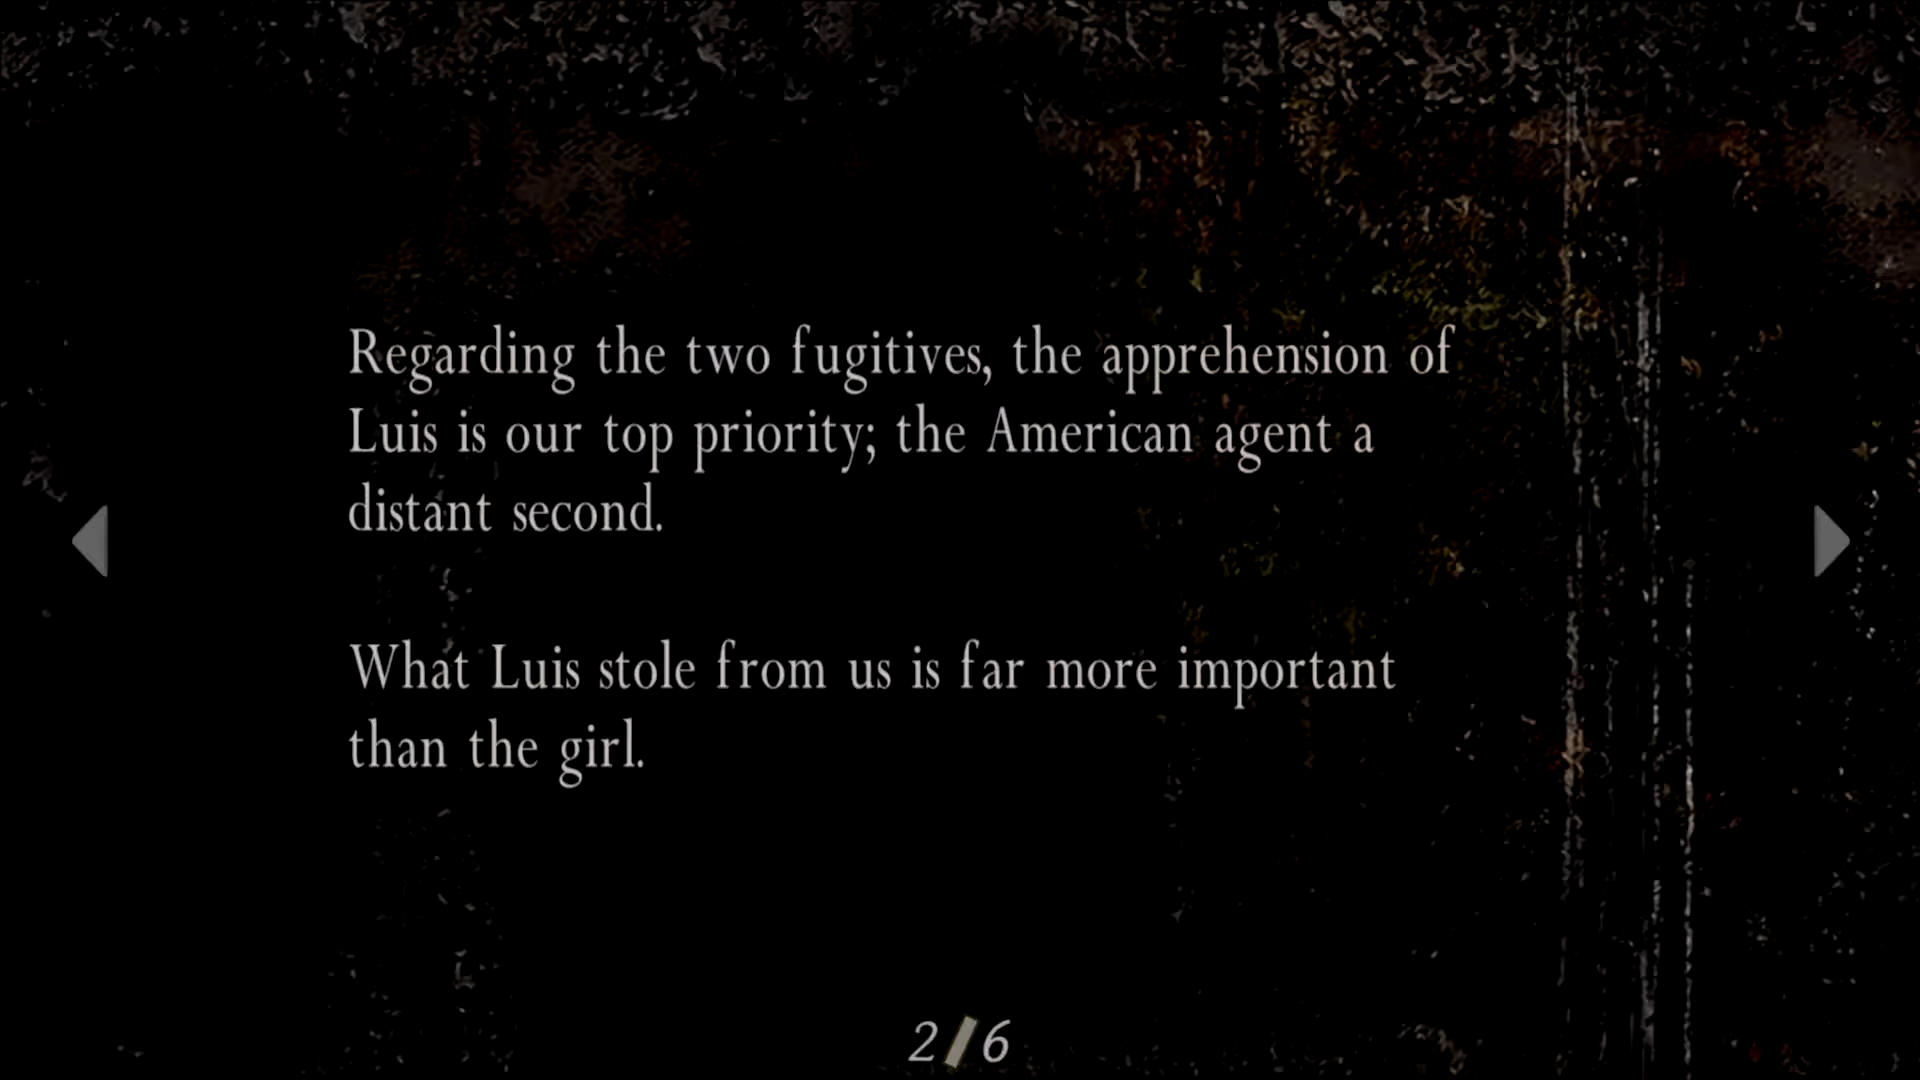 Regarding the two fugitives, the apprehension of
Luis is our top priority; the American agent a
distant second.
What Luis stole from us is far more important
than the girl.
2/6